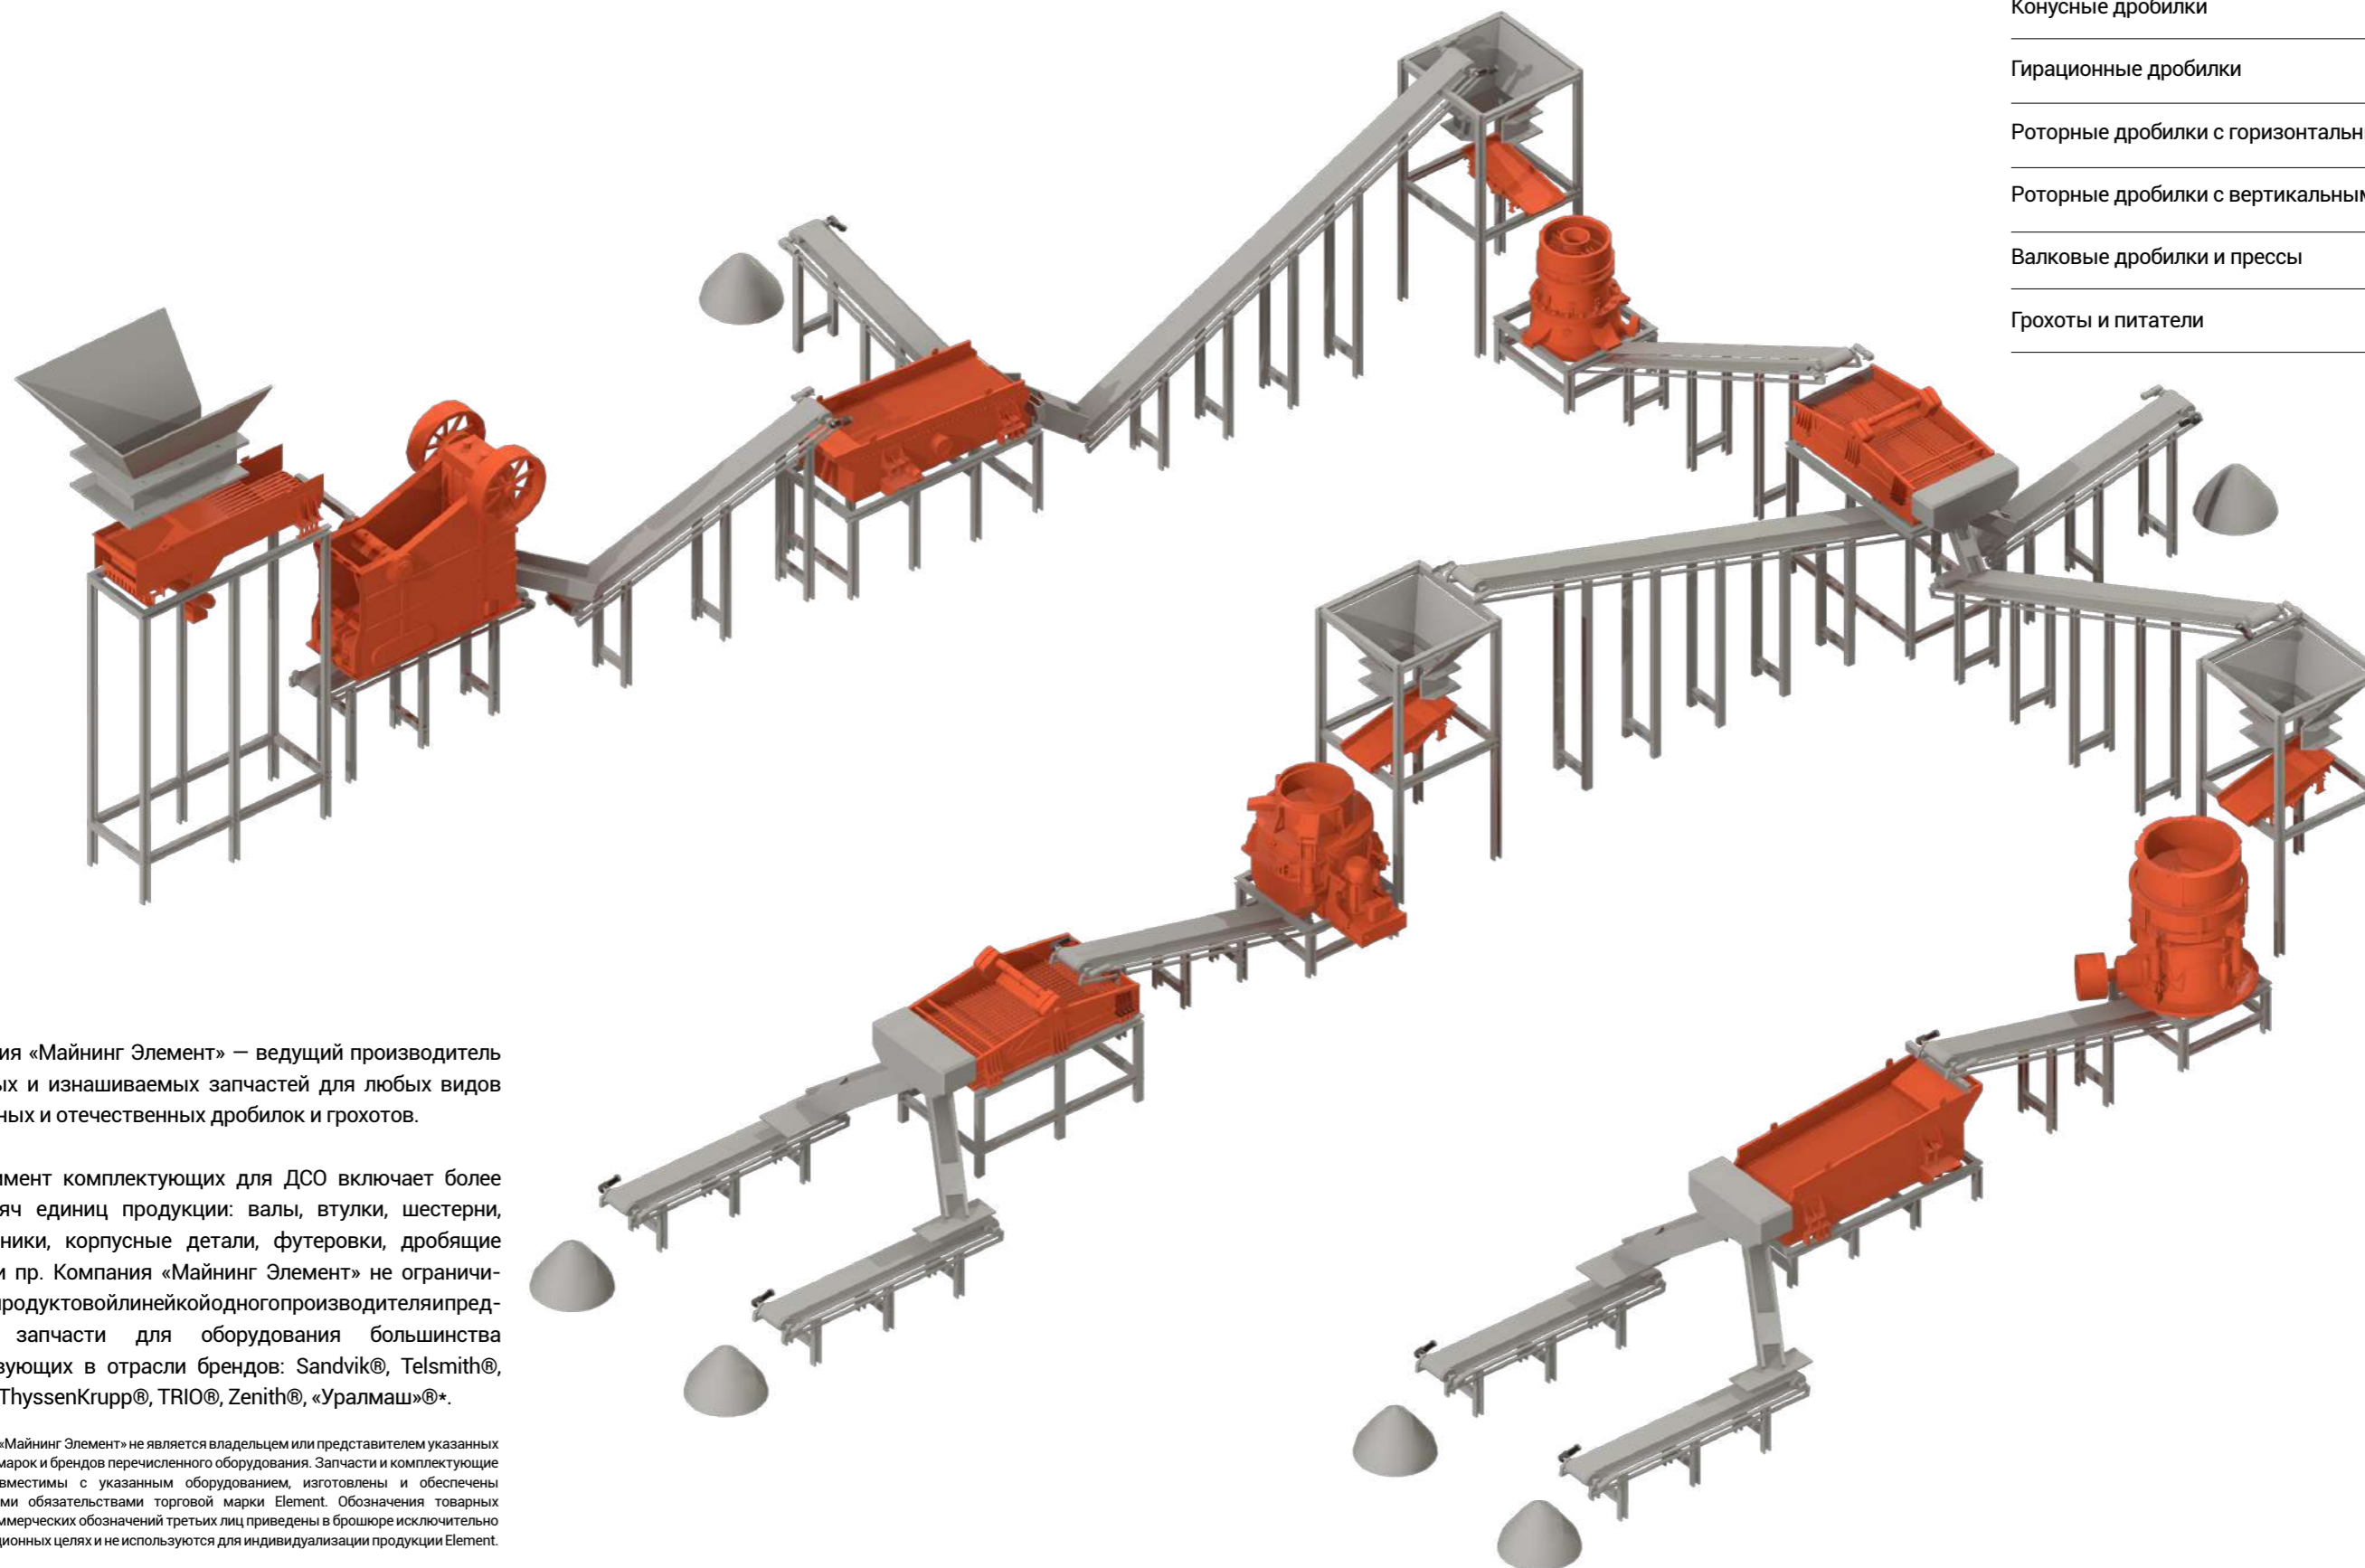 Конусные дробилки
Гирационные дробилки
Роторные дробилки с горизонтальн
Роторные дробилки с вертикальным
Валковые дробилки и прессы
Грохоты и питатели
ия «Майнинг Элемент» — ведущий производитель
ых и изнашиваемых запчастей для любых видов
ных и отечественных дробилок и грохотов.
имент комплектующих для ДСО включает более
яч единиц продукции: валы, втулки, шестерни,
ники, корпусные детали, футеровки, дробящие
и пр. Компания «Майнинг Элемент» не ограничи-
продуктовойлинейкойодногопроизводителяипред-
запчасти для оборудования большинства
вующих в отрасли брендов: Sandvik®, Telsmith®,
ThyssenKrupp®, TRIO®, Zenith®, «Уралмаш»®*.
«Майнинг Элемент» не является владельцем или представителем указанных
марок и брендов перечисленного оборудования. Запчасти и комплектующие
вместимы с указанным оборудованием, изготовлены и обеспечены
ми обязательствами торговой марки Element. Обозначения товарных
ммерческих обозначений третьих лиц приведены в брошюре исключительно
ционных целях и не используются для индивидуализации продукции Element.